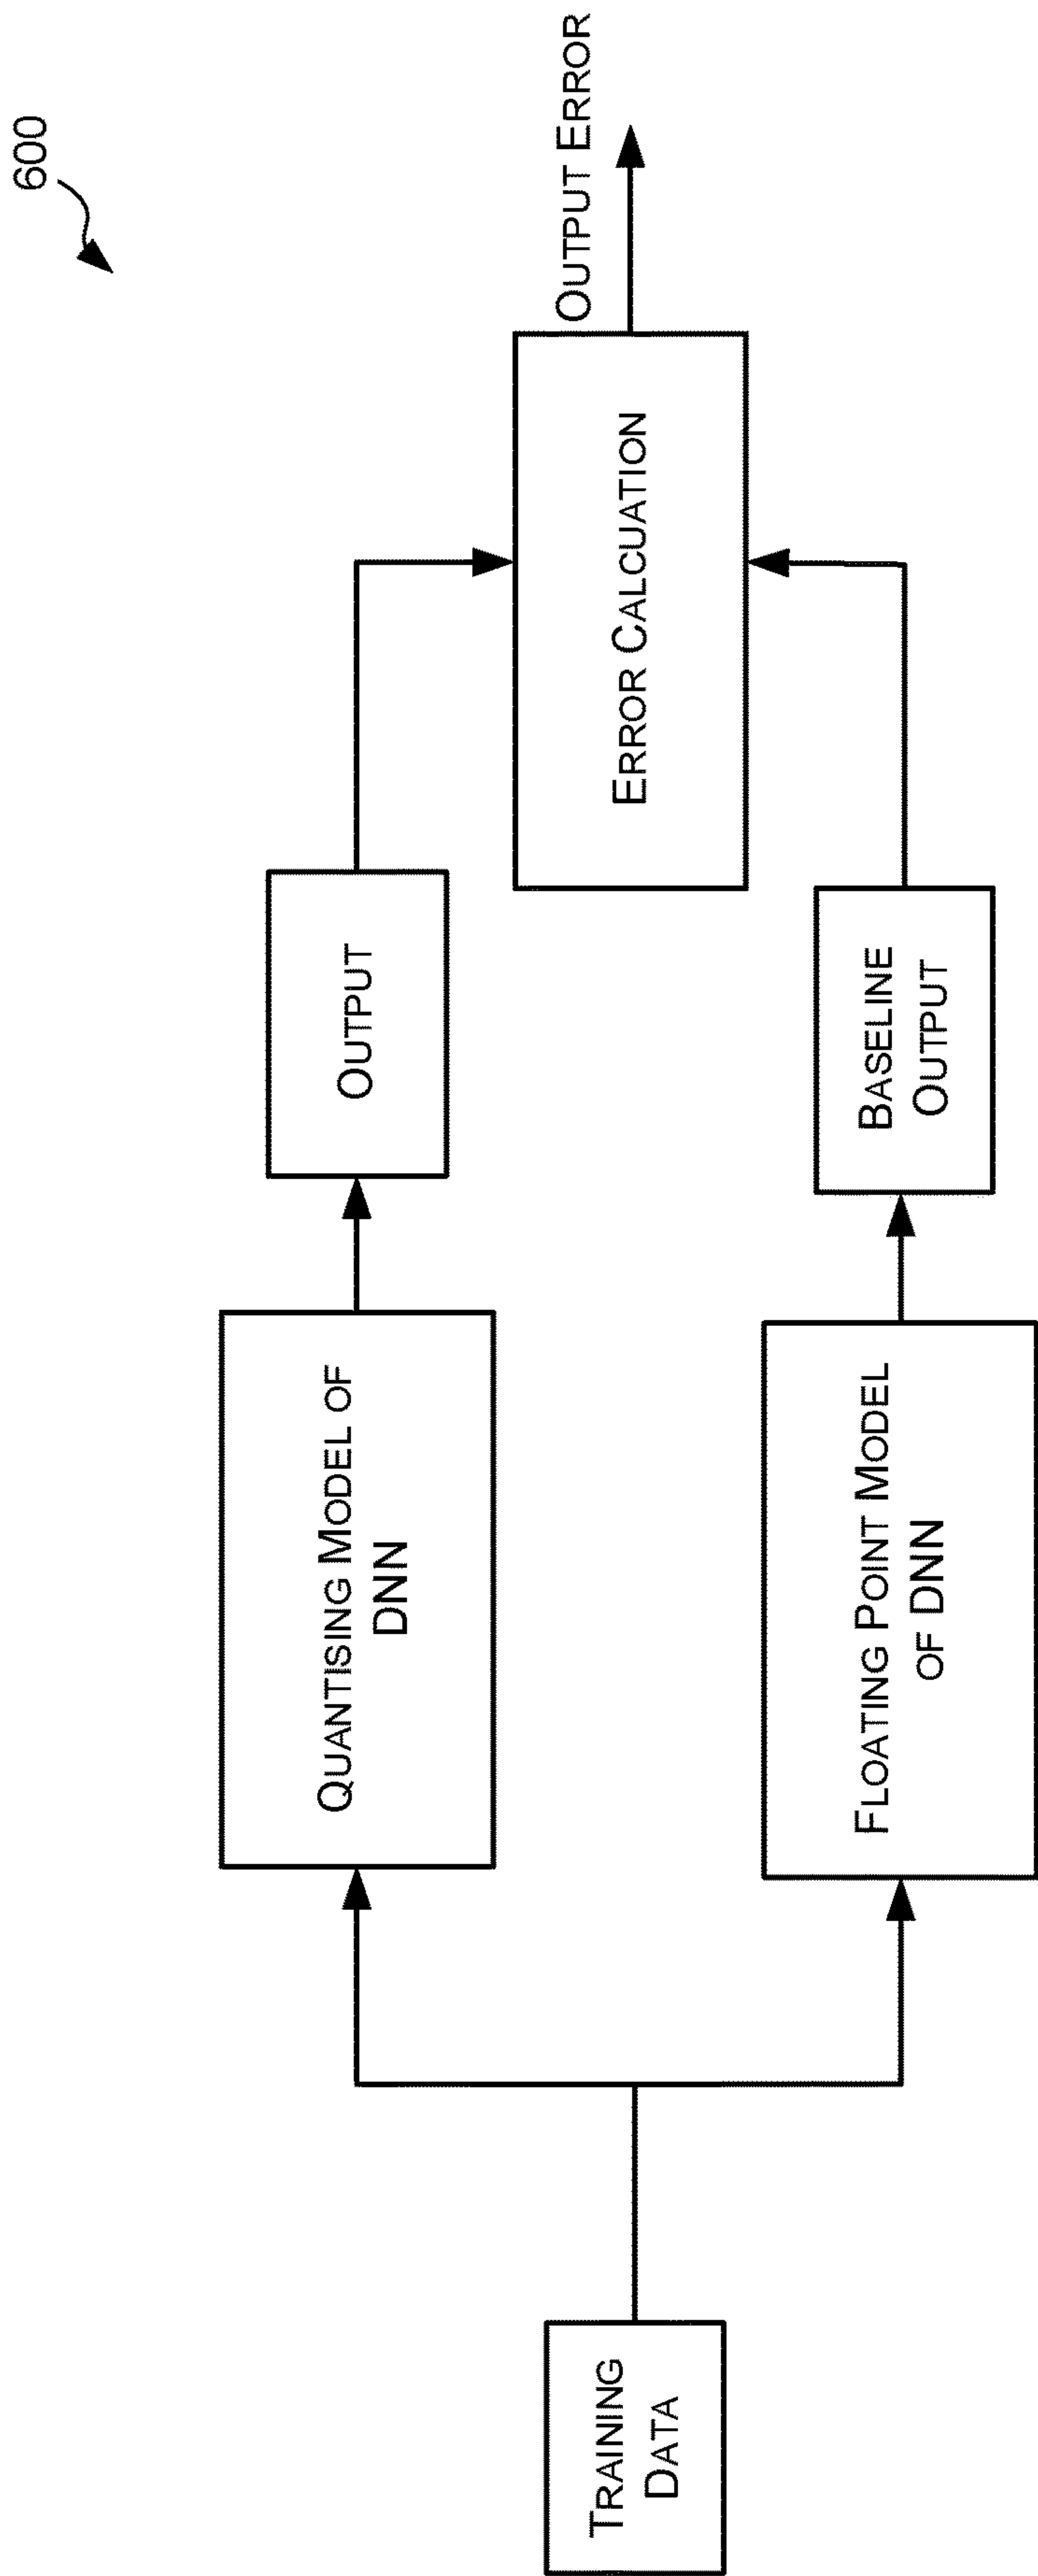 600
TRAINING
DATA
QUANTISING MODEL OF
DNN
FLOATING POINT MODEL
OF DNN
OUTPUT
BASELINE
OUTPUT
ERROR CALCUATION
OUTPUT ERROR